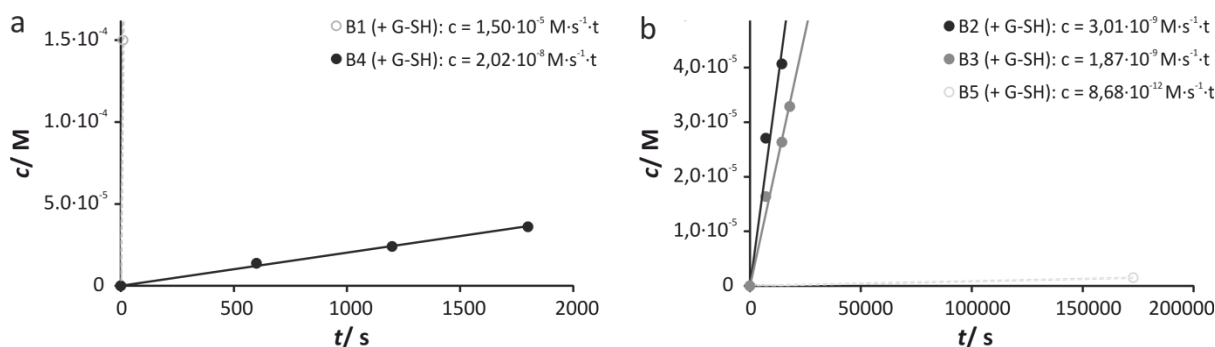 a
1.5·10⁻⁴
1.0·10⁻⁴
5.0·10⁻⁵
0
c/ M
0 500 1000 1500 2000
t/ s
B1 (+ G-SH): c = 1,50·10⁻⁵ M·s⁻¹·t
B4 (+ G-SH): c = 2,02·10⁻⁸ M·s⁻¹·t
b
4,0·10⁻⁵
3,0·10⁻⁵
2,0·10⁻⁵
1,0·10⁻⁵
0
c/ M
0 50000 100000 150000 200000
t/ s
B2 (+ G-SH): c = 3,01·10⁻⁹ M·s⁻¹·t
B3 (+ G-SH): c = 1,87·10⁻⁹ M·s⁻¹·t
B5 (+ G-SH): c = 8,68·10⁻¹² M·s⁻¹·t